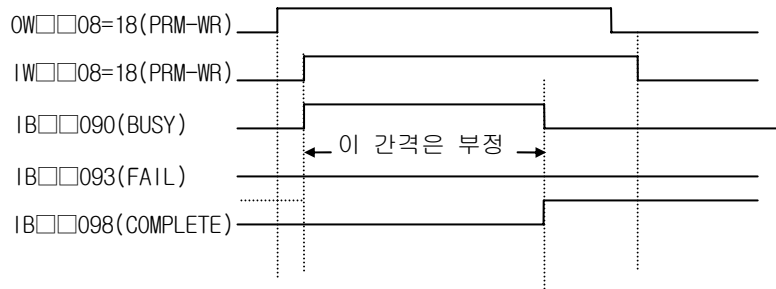 OW□□08=18(PRM-WR)
IW□□08=18(PRM-WR)
IB□□090(BUSY)
이 간격은 부정
IB□□093(FAIL)
IB□□098(COMPLETE)